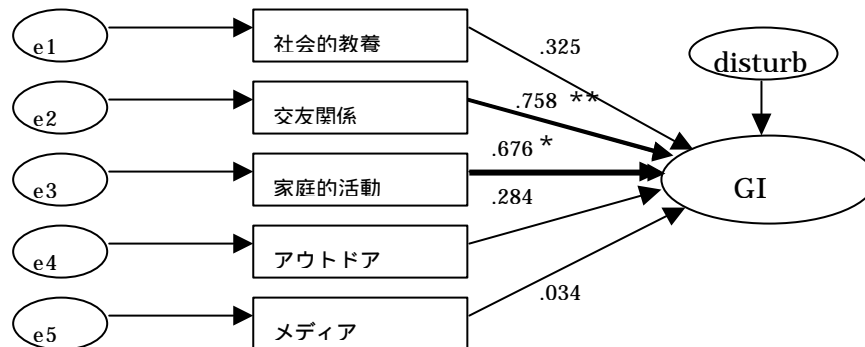 e1
社会的教養
.325
disturb
e2
交友関係
.758 **
e3
家庭的活動
.676 *
GI
.284
e4
アウトドア
e5
メディア
.034